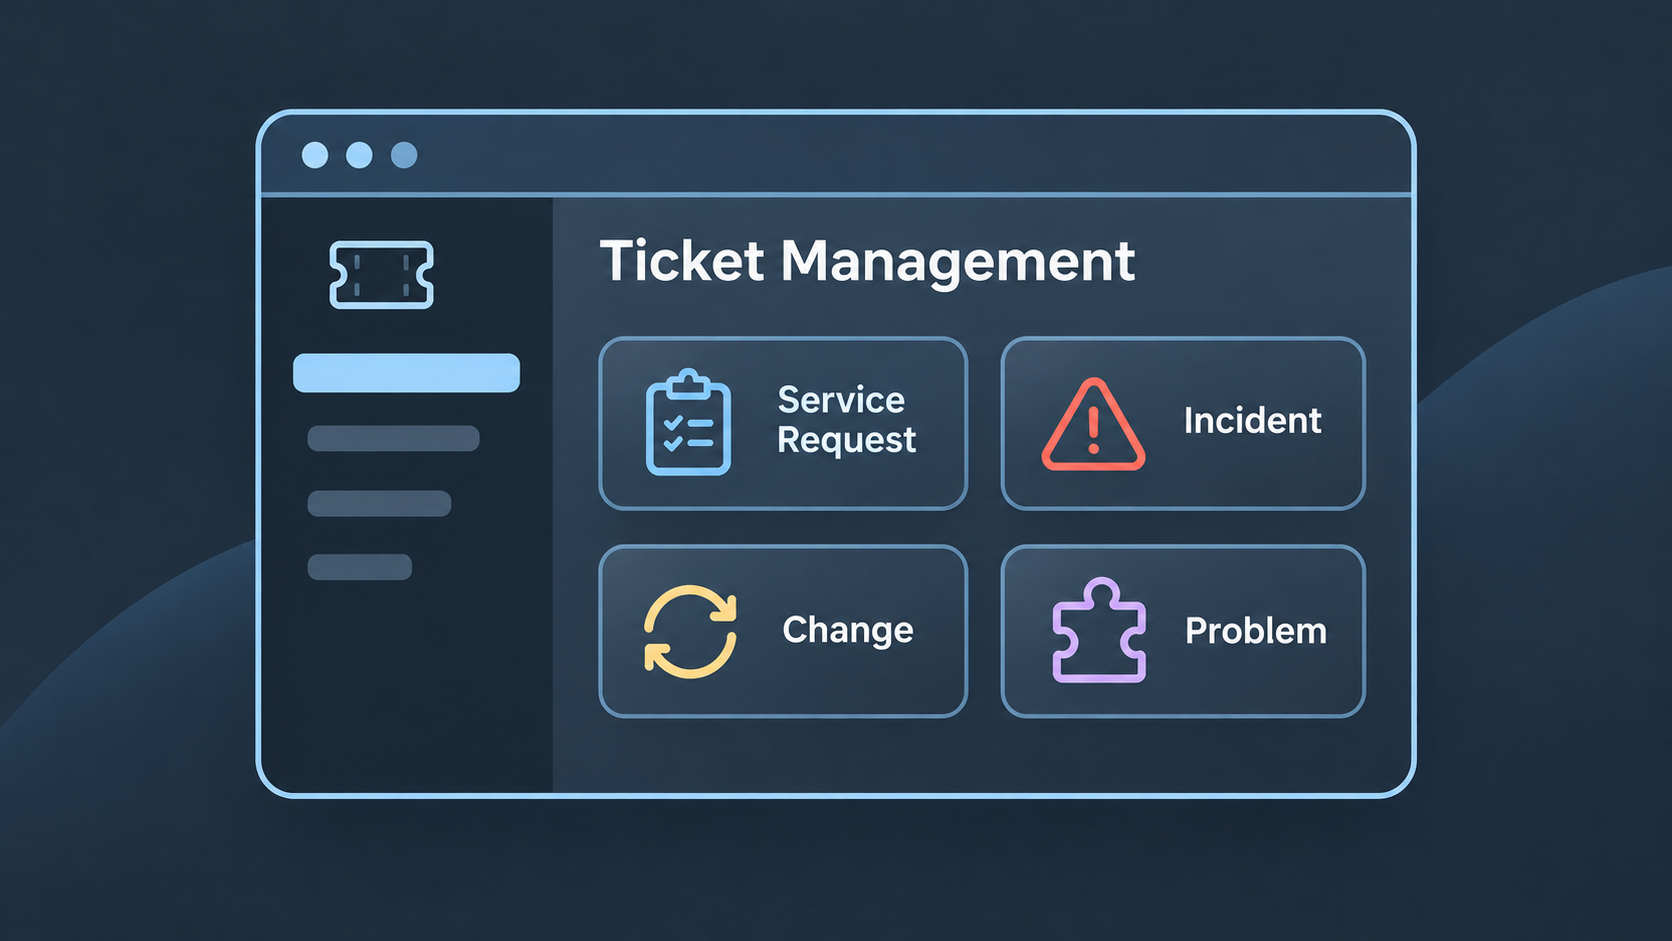 Ticket Management
Service
Request
Incident
Change
Problem